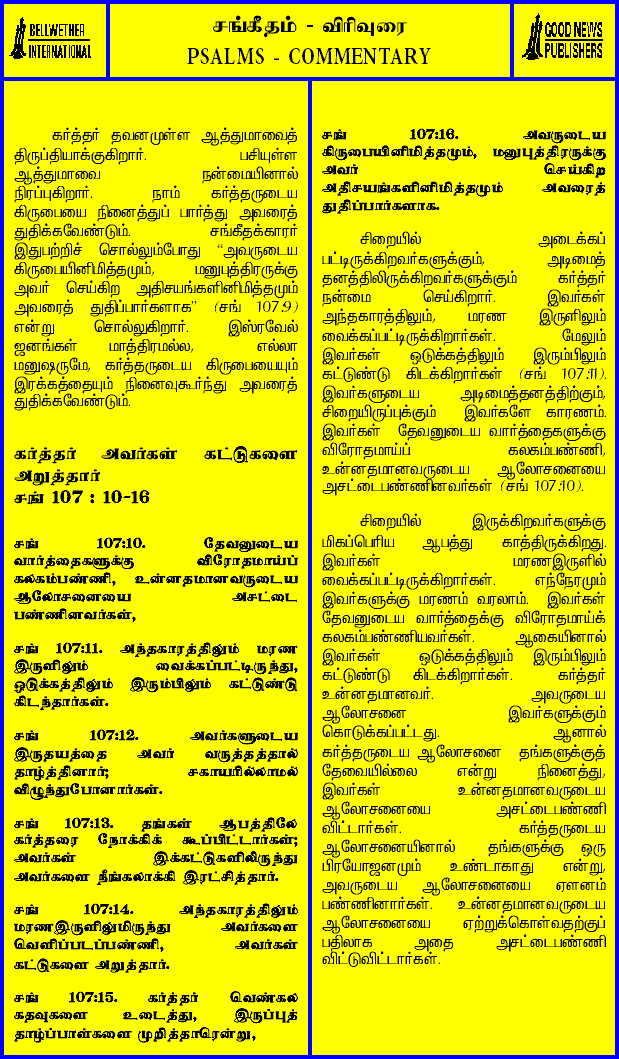 BELLWETHER
INTERNATIONAL
சங்கீதம் - விரிவுரை
PSALMS - COMMENTARY
GOOD NEWS
PUBLISHERS
கர்த்தர் தவனமுள்ள ஆத்துமாவைத்
திருப்தியாக்குகிறார். பசியுள்ள
ஆத்துமாவை நன்மையினால்
நிரப்புகிறார். நாம் கர்த்தருடைய
கிருபையை நினைத்துப் பார்த்து அவரைத்
துதிக்கவேண்டும். சங்கீதக்காரர்
இதுபற்றிச் சொல்லும்போது “அவருடைய
கிருபையினிமித்தமும், மனுபுத்திரருக்கு
அவர் செய்கிற அதிசயங்களினிமித்தமும்
அவரைத் துதிப்பார்களாக” (சங் 107:9)
என்று சொல்லுகிறார். இஸ்ரவேல்
ஜனங்கள் மாத்திரமல்ல, எல்லா
மனுஷருமே, கர்த்தருடைய கிருபையையும்
இரக்கத்தையும் நினைவுகூர்ந்து அவரைத்
துதிக்கவேண்டும்.
கர்த்தர் அவர்கள் கட்டுகளை
அறுத்தார்
சங் 107 : 10-16
சங் 107:10. தேவனுடைய
வார்த்தைகளுக்கு விரோதமாய்ப்
கலகம்பண்ணி, உன்னதமானவருடைய
ஆலோசனையை அசட்டை
பண்ணினவர்கள்,
சங் 107:11. அந்தகாரத்திலும் மரண
இருளிலும் வைக்கப்பட்டிருந்து,
ஒடுக்கத்திலும் இரும்பிலும் கட்டுண்டு
கிடந்தார்கள்.
சங் 107:12. அவர்களுடைய
இருதயத்தை அவர் வருத்தத்தால்
தாழ்த்தினார்; சகாயரில்லாமல்
விழுந்துபோனார்கள்.
சங் 107:13. தங்கள் ஆபத்திலே
கர்த்தரை நோக்கிக் கூப்பிட்டார்கள்;
அவர்கள் இக்கட்டுகளிலிருந்து
அவர்களை நீங்கலாக்கி இரட்சித்தார்.
சங் 107:14. அந்தகாரத்திலும்
மரணஇருளிலுமிருந்து அவர்களை
வெளிப்படப்பண்ணி, அவர்கள்
கட்டுகளை அறுத்தார்.
சங் 107:15. கர்த்தர் வெண்கல
கதவுகளை உடைத்து, இருப்புத்
தாழ்ப்பாள்களை முறித்தாரென்று,
சங் 107:16. அவருடைய
கிருபையினிமித்தமும், மனுபுத்திரருக்கு
அவர் செய்கிற
அதிசயங்களினிமித்தமும் அவரைத்
துதிப்பார்களாக.
சிறையில் அடைக்கப்
பட்டிருக்கிறவர்களுக்கும், அடிமைத்
தனத்திலிருக்கிறவர்களுக்கும் கர்த்தர்
நன்மை செய்கிறார். இவர்கள்
அந்தகாரத்திலும், மரண இருளிலும்
வைக்கப்பட்டிருக்கிறார்கள். மேலும்
இவர்கள் ஒடுக்கத்திலும் இரும்பிலும்
கட்டுண்டு கிடக்கிறார்கள் (சங் 107:11).
இவர்களுடைய அடிமைத்தனத்திற்கும்,
சிறையிருப்புக்கும் இவர்களே காரணம்.
இவர்கள் தேவனுடைய வார்த்தைகளுக்கு
விரோதமாய்ப் கலகம்பண்ணி,
உன்னதமானவருடைய ஆலோசனையை
அசட்டைபண்ணினவர்கள் (சங் 107:10).
சிறையில் இருக்கிறவர்களுக்கு
மிகப்பெரிய ஆபத்து காத்திருக்கிறது.
இவர்கள் மரணஇருளில்
வைக்கப்பட்டிருக்கிறார்கள். எந்நேரமும்
இவர்களுக்கு மரணம் வரலாம். இவர்கள்
தேவனுடைய வார்த்தைக்கு விரோதமாய்க்
கலகம்பண்ணியவர்கள். ஆகையினால்
இவர்கள் ஒடுக்கத்திலும் இரும்பிலும்
கட்டுண்டு கிடக்கிறார்கள். கர்த்தர்
உன்னதமானவர். அவருடைய
ஆலோசனை இவர்களுக்கும்
கொடுக்கப்பட்டது. ஆனால்
கர்த்தருடைய ஆலோசனை தங்களுக்குத்
தேவையில்லை என்று நினைத்து,
இவர்கள் உன்னதமானவருடைய
ஆலோசனையை அசட்டைபண்ணி
விட்டார்கள். கர்த்தருடைய
ஆலோசனையினால் தங்களுக்கு ஒரு
பிரயோஜனமும் உண்டாகாது என்று,
அவருடைய ஆலோசனையை ஏளனம்
பண்ணினார்கள். உன்னதமானவருடைய
ஆலோசனையை ஏற்றுக்கொள்வதற்குப்
பதிலாக அதை அசட்டைபண்ணி
விட்டுவிட்டார்கள்.